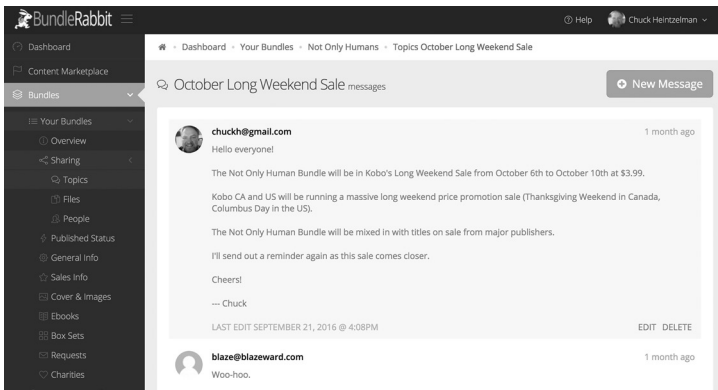 BundleRabbit
Help
Chuck Heintzelman
Dashboard
Content Marketplace
Bundles
Your Bundles
Overview
Sharing
Topics
Files
People
Published Status
General Info
Sales Info
Cover & Images
Ebooks
Box Sets
Requests
Charities
Dashboard Your Bundles Not Only Humans Topics October Long Weekend Sale
October Long Weekend Sale messages
New Message
chuckh@gmail.com
1 month ago
Hello everyone!
The Not Only Human Bundle will be in Kobo's Long Weekend Sale from October 6th to October 10th at $3.99.
Kobo CA and US will be running a massive long weekend price promotion sale (Thanksgiving Weekend in Canada,
Columbus Day in the US).
The Not Only Human Bundle will be mixed in with titles on sale from major publishers.
I'll send out a reminder again as this sale comes closer.
Cheers!
--- Chuck
LAST EDIT SEPTEMBER 21, 2016 @ 4:08PM
EDIT DELETE
blaze@blazeward.com
1 month ago
Woo-hoo.